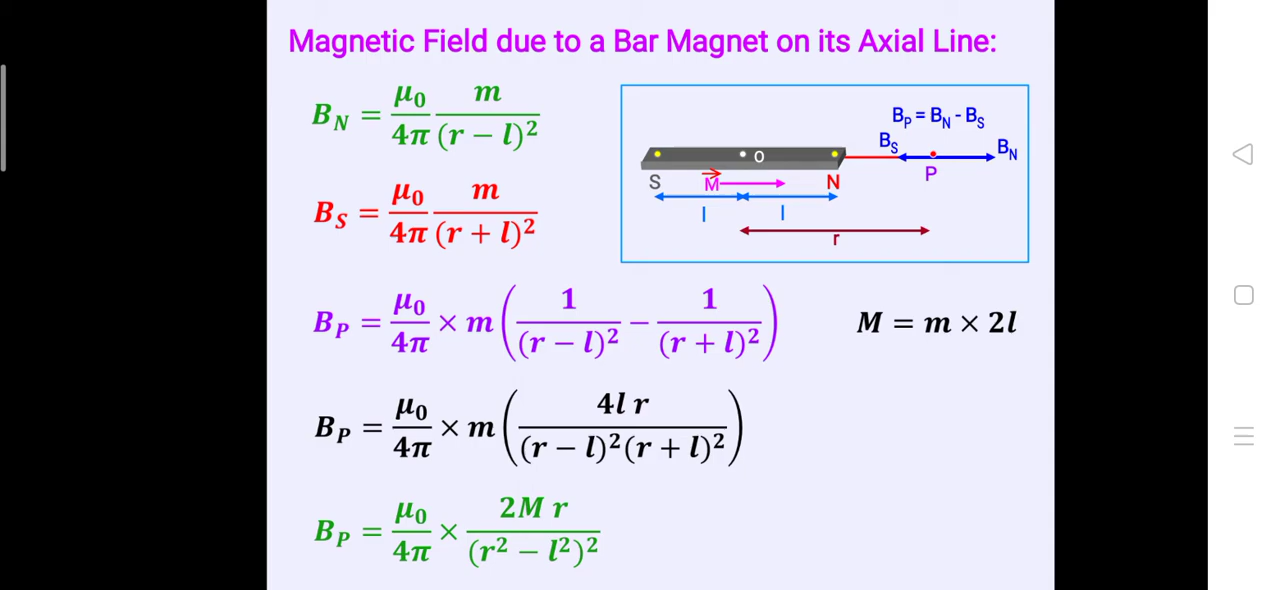 Magnetic Field due to a Bar Magnet on its Axial Line:
B_N = μ₀/4π m/(r − l)²
B_S = μ₀/4π m/(r + l)²
B_P = B_N - B_S
B_S
B_N
O
P
S
M⃗
N
l
l
r
B_P = μ₀/4π × m (1/(r − l)² − 1/(r + l)²)
M = m × 2l
B_P = μ₀/4π × m (4l r/((r − l)²(r + l)²))
B_P = μ₀/4π × 2M r/(r² − l²)²